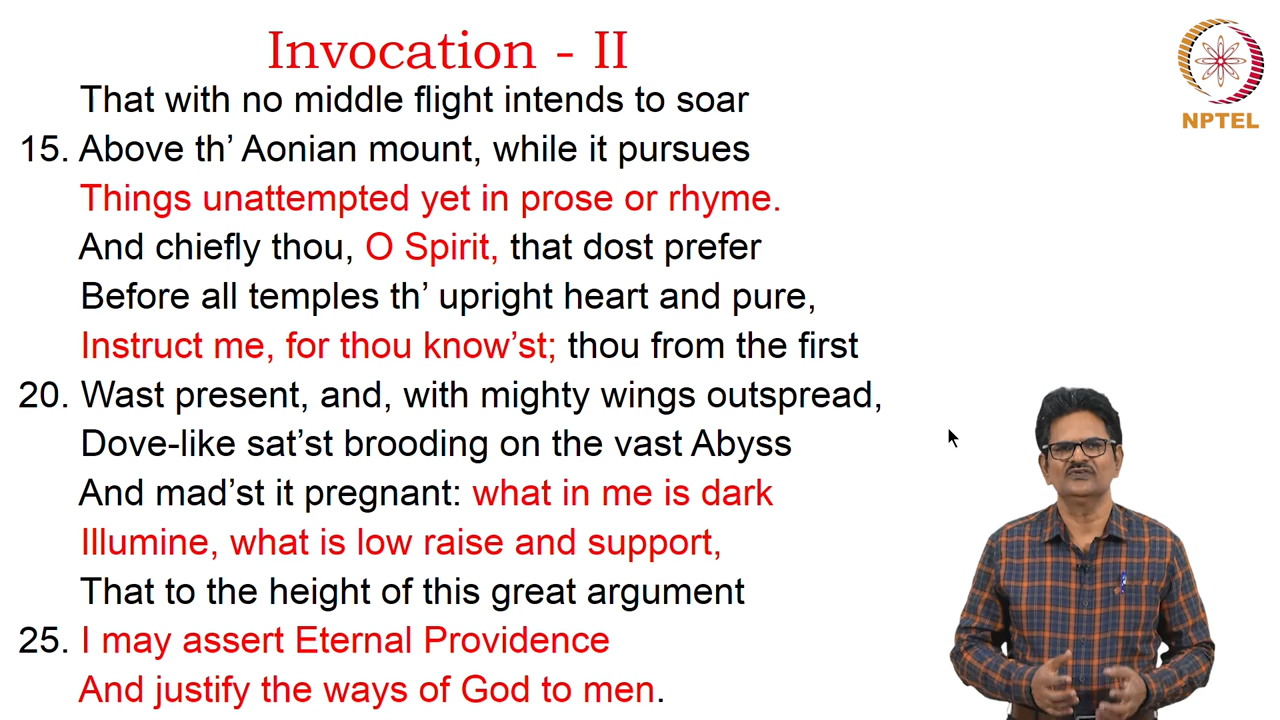 Invocation - II
NPTEL
That with no middle flight intends to soar
15. Above th’ Aonian mount, while it pursues
Things unattempted yet in prose or rhyme.
And chiefly thou, O Spirit, that dost prefer
Before all temples th’ upright heart and pure,
Instruct me, for thou know’st; thou from the first
20. Wast present, and, with mighty wings outspread,
Dove-like sat’st brooding on the vast Abyss
And mad’st it pregnant: what in me is dark
Illumine, what is low raise and support,
That to the height of this great argument
25. I may assert Eternal Providence
And justify the ways of God to men.